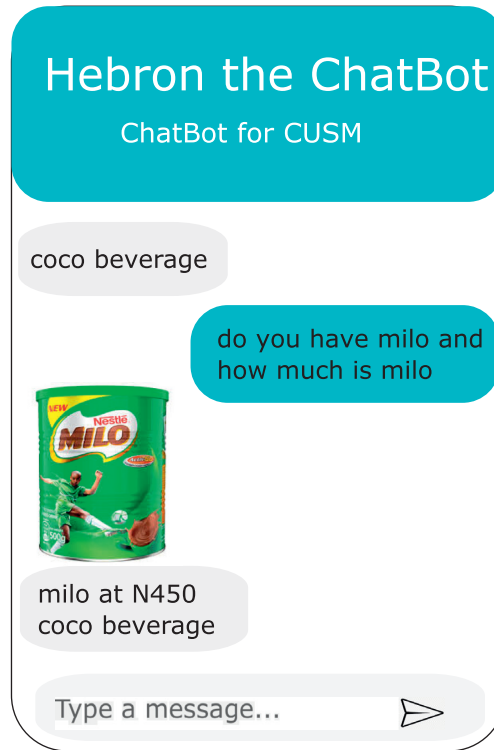 Hebron the ChatBot
ChatBot for CUSM
coco beverage
do you have milo and
how much is milo
NEW
Nestlé
MILO
500g
milo at N450
coco beverage
Type a message...